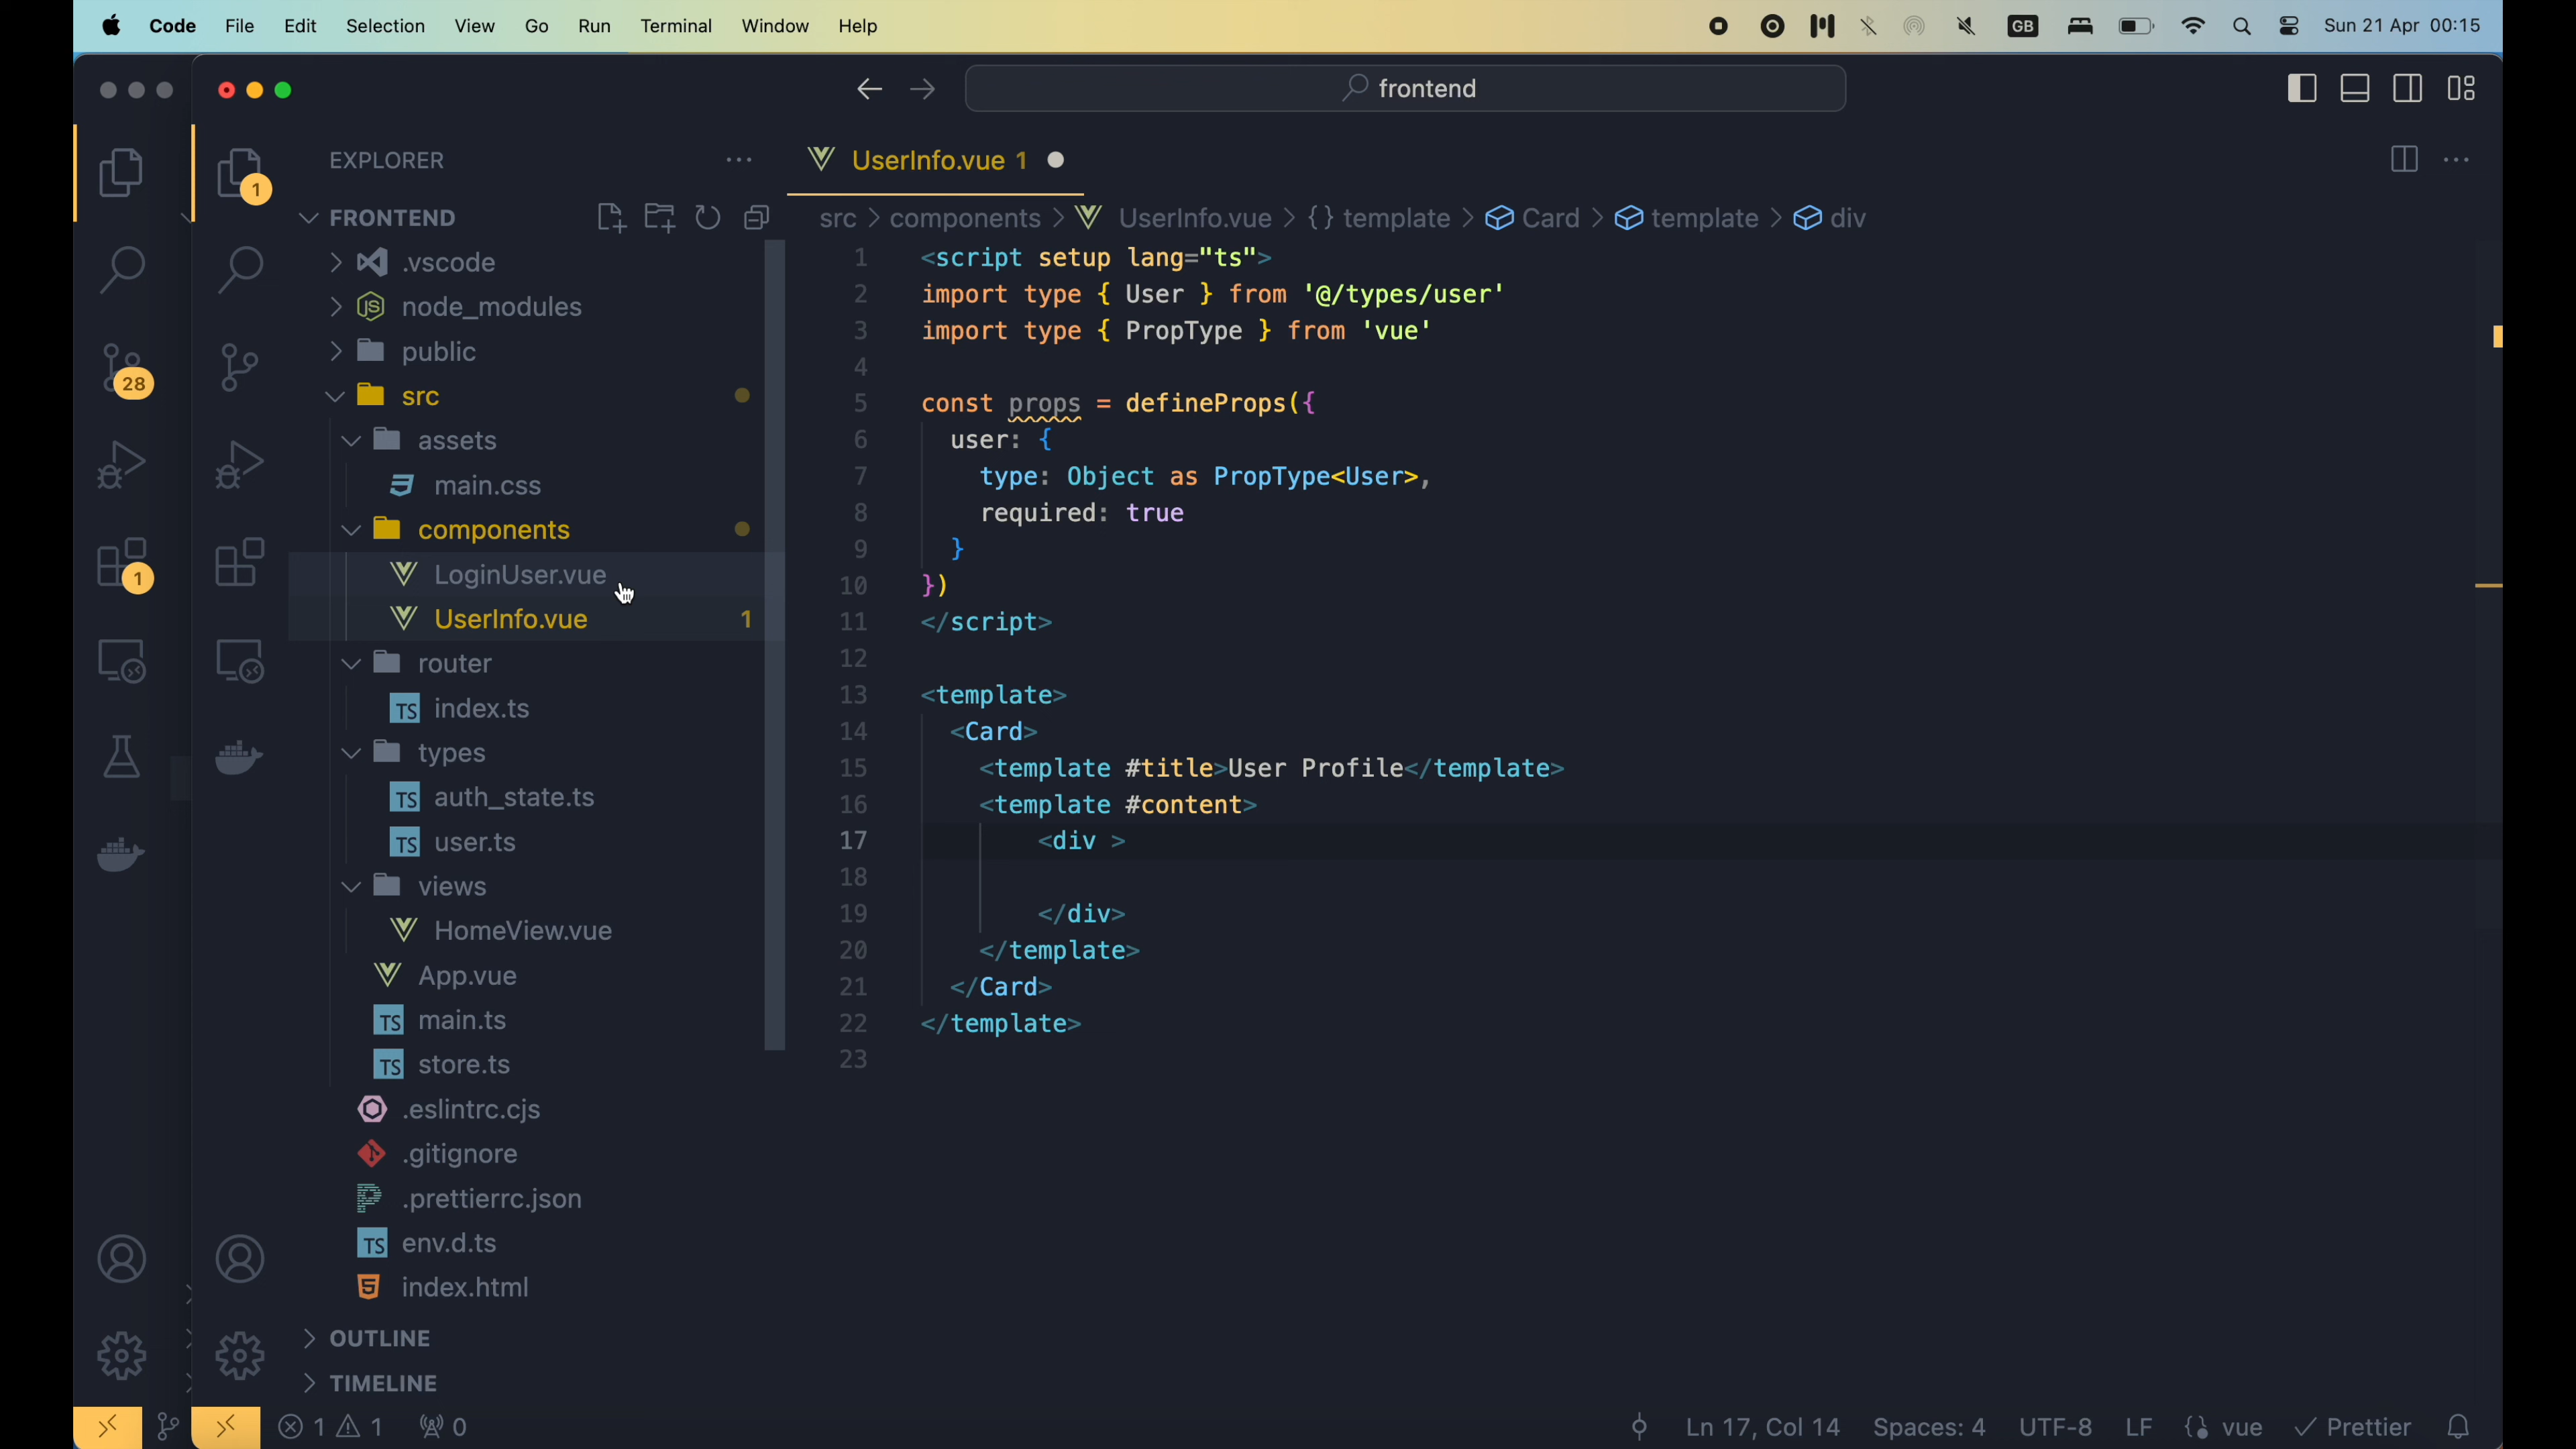 Code File Edit Selection View Go Run Terminal Window Help GB Sun 21 Apr 00:15
frontend
EXPLORER
UserInfo.vue 1
FRONTEND
src > components > UserInfo.vue > {} template > Card > template > div
1
28
1
.vscode
node_modules
public
src
assets
main.css
components
LoginUser.vue
UserInfo.vue 1
router
TS index.ts
types
TS auth_state.ts
TS user.ts
views
HomeView.vue
App.vue
TS main.ts
TS store.ts
.eslintrc.cjs
.gitignore
.prettierrc.json
TS env.d.ts
index.html
OUTLINE
TIMELINE
1 <script setup lang="ts">
2 import type { User } from '@/types/user'
3 import type { PropType } from 'vue'
4
5 const props = defineProps({
6 user: {
7 type: Object as PropType<User>,
8 required: true
9 }
10 })
11 </script>
12
13 <template>
14 <Card>
15 <template #title>User Profile</template>
16 <template #content>
17 <div >
18
19 </div>
20 </template>
21 </Card>
22 </template>
23
1 1 0 Ln 17, Col 14 Spaces: 4 UTF-8 LF {} vue Prettier